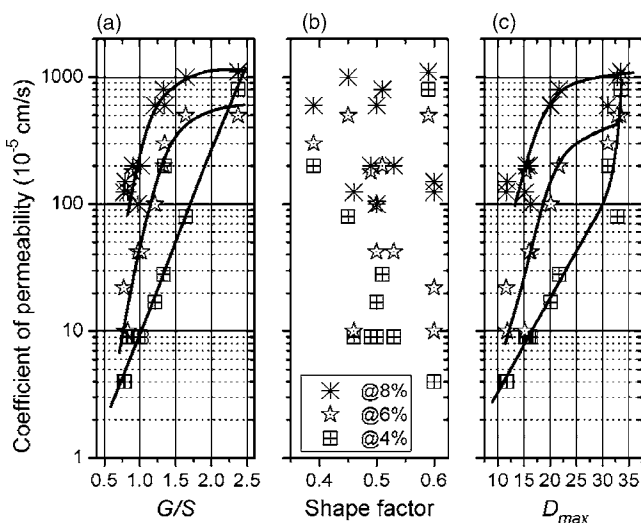 (a)
(b)
(c)
Coefficient of permeability (10⁻⁵ cm/s)
1000
100
10
1
@8%
@6%
@4%
0.5 1.0 1.5 2.0 2.5
0.4 0.5 0.6
10 15 20 25 30 35
G/S
Shape factor
Dmax